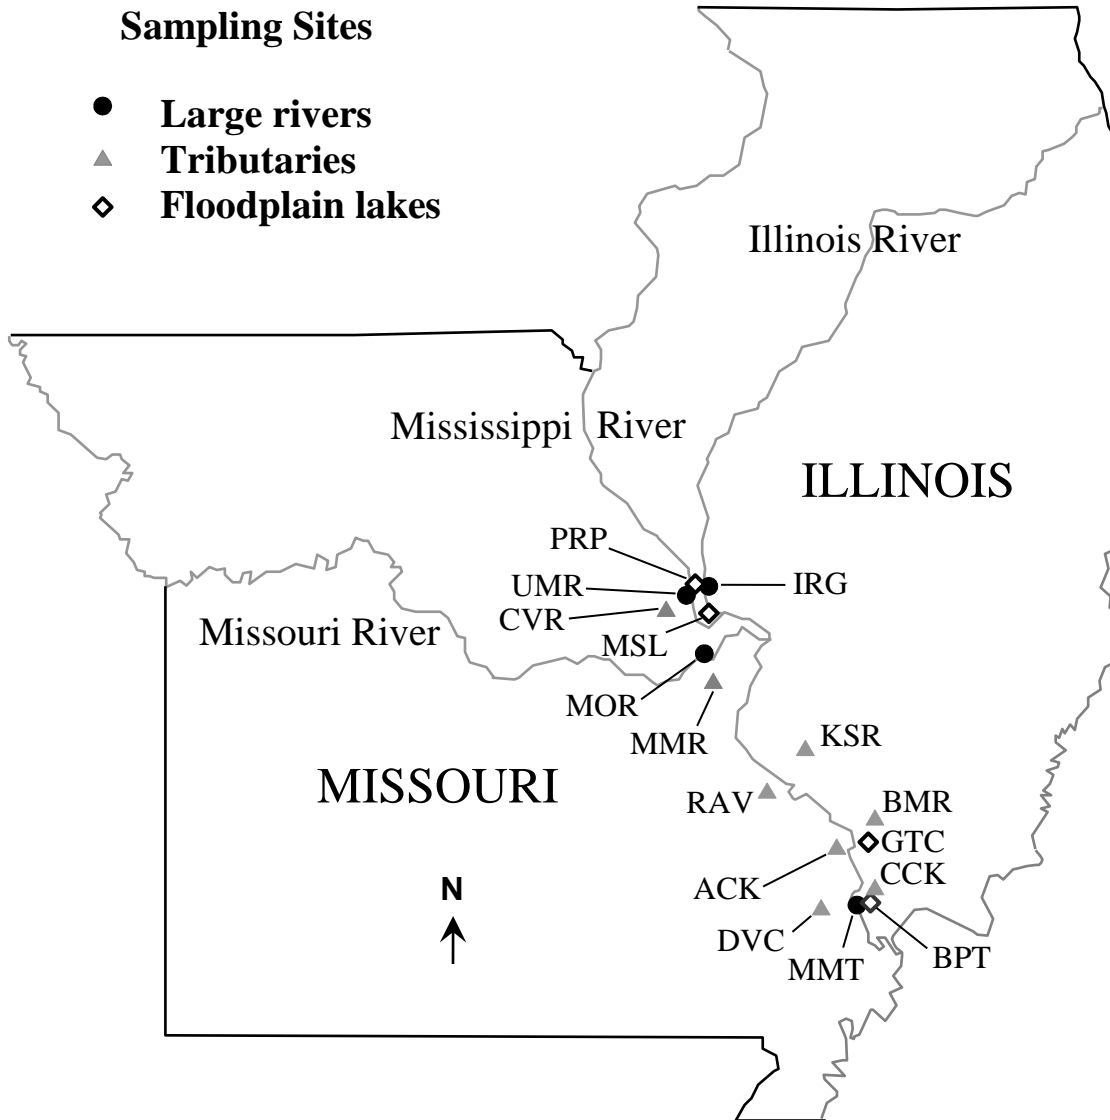 Sampling Sites
Large rivers
Tributaries
Floodplain lakes
Illinois River
Mississippi River
ILLINOIS
PRP
UMR
IRG
CVR
Missouri River
MSL
MOR
MMR
KSR
MISSOURI
RAV
BMR
GTC
CCK
ACK
N
DVC
BPT
MMT